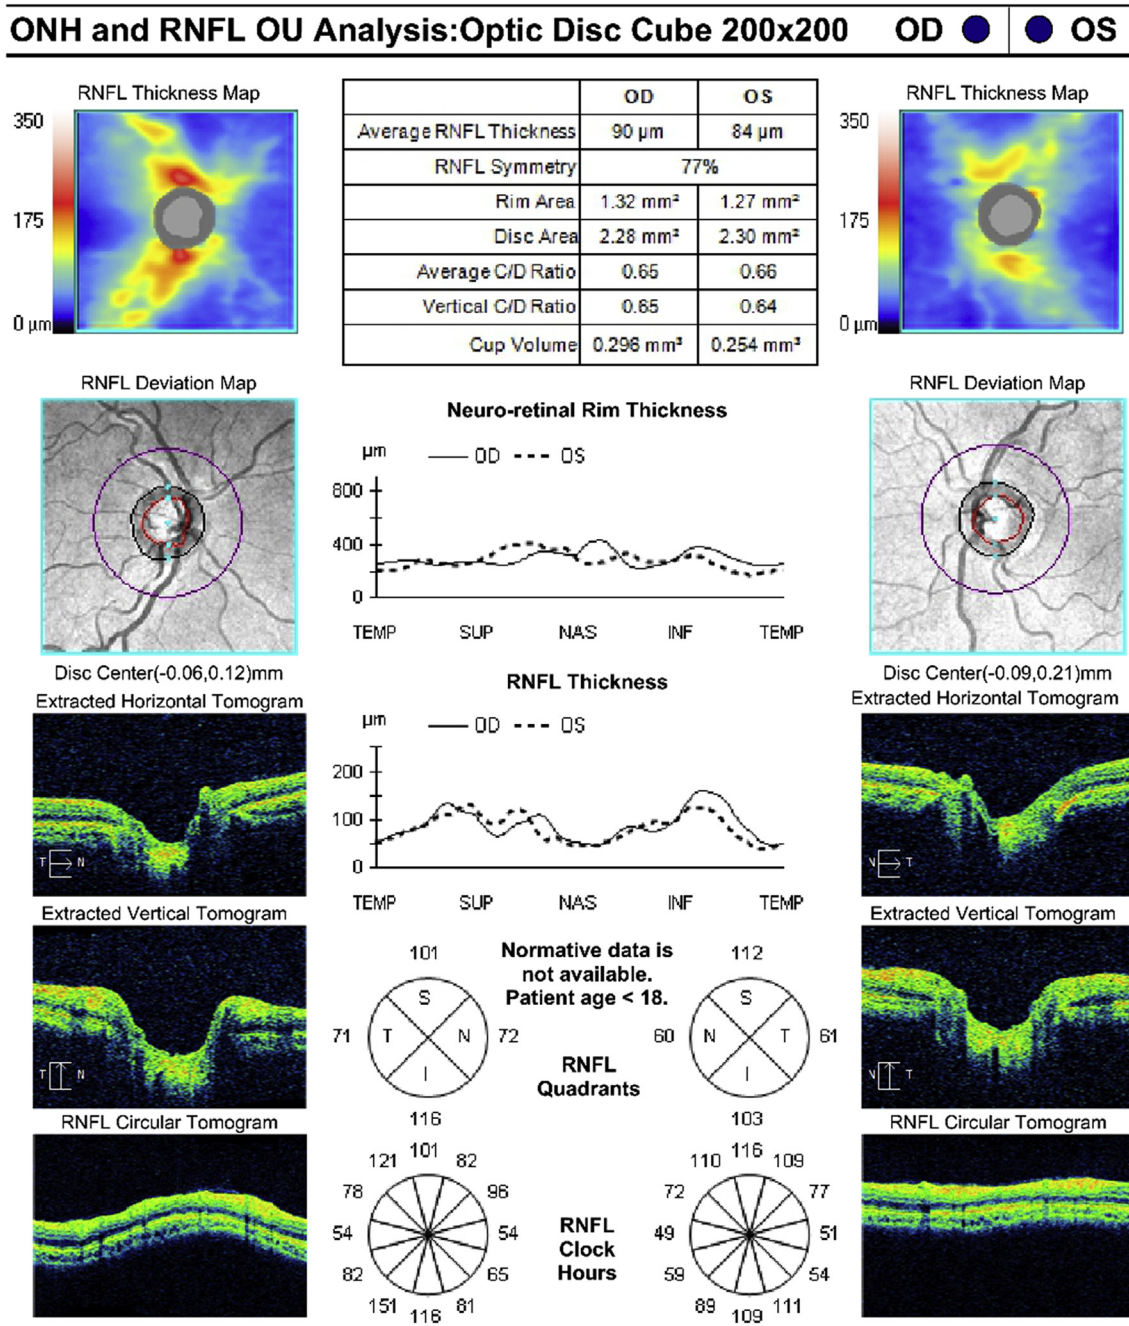 ONH and RNFL OU Analysis:Optic Disc Cube 200x200 OD OS
RNFL Thickness Map
350
175
0 µm
OD OS
Average RNFL Thickness 90 µm 84 µm
RNFL Symmetry 77%
Rim Area 1.32 mm² 1.27 mm²
Disc Area 2.28 mm² 2.30 mm²
Average C/D Ratio 0.65 0.66
Vertical C/D Ratio 0.65 0.64
Cup Volume 0.296 mm³ 0.254 mm³
RNFL Thickness Map
350
175
0 µm
RNFL Deviation Map
Disc Center(-0.06,0.12)mm
Neuro-retinal Rim Thickness
µm OD OS
800
400
0
TEMP SUP NAS INF TEMP
RNFL Deviation Map
Disc Center(-0.09,0.21)mm
Extracted Horizontal Tomogram
T N
RNFL Thickness
µm OD OS
200
100
0
TEMP SUP NAS INF TEMP
Extracted Horizontal Tomogram
N T
Extracted Vertical Tomogram
T N
101
S
71 T N 72
I
116
Normative data is
not available.
Patient age < 18.
RNFL
Quadrants
112
S
60 N T 61
I
103
Extracted Vertical Tomogram
N T
RNFL Circular Tomogram
121 101 82
78 96
54 54
82 65
151 116 81
RNFL
Clock
Hours
110 116 109
72 77
49 51
59 54
89 109 111
RNFL Circular Tomogram